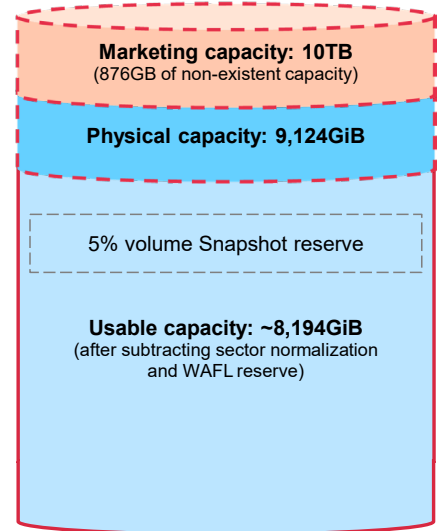 Marketing capacity: 10TB
(876GB of non-existent capacity)
Physical capacity: 9,124GiB
5% volume Snapshot reserve
Usable capacity: ~8,194GiB
(after subtracting sector normalization
and WAFL reserve)